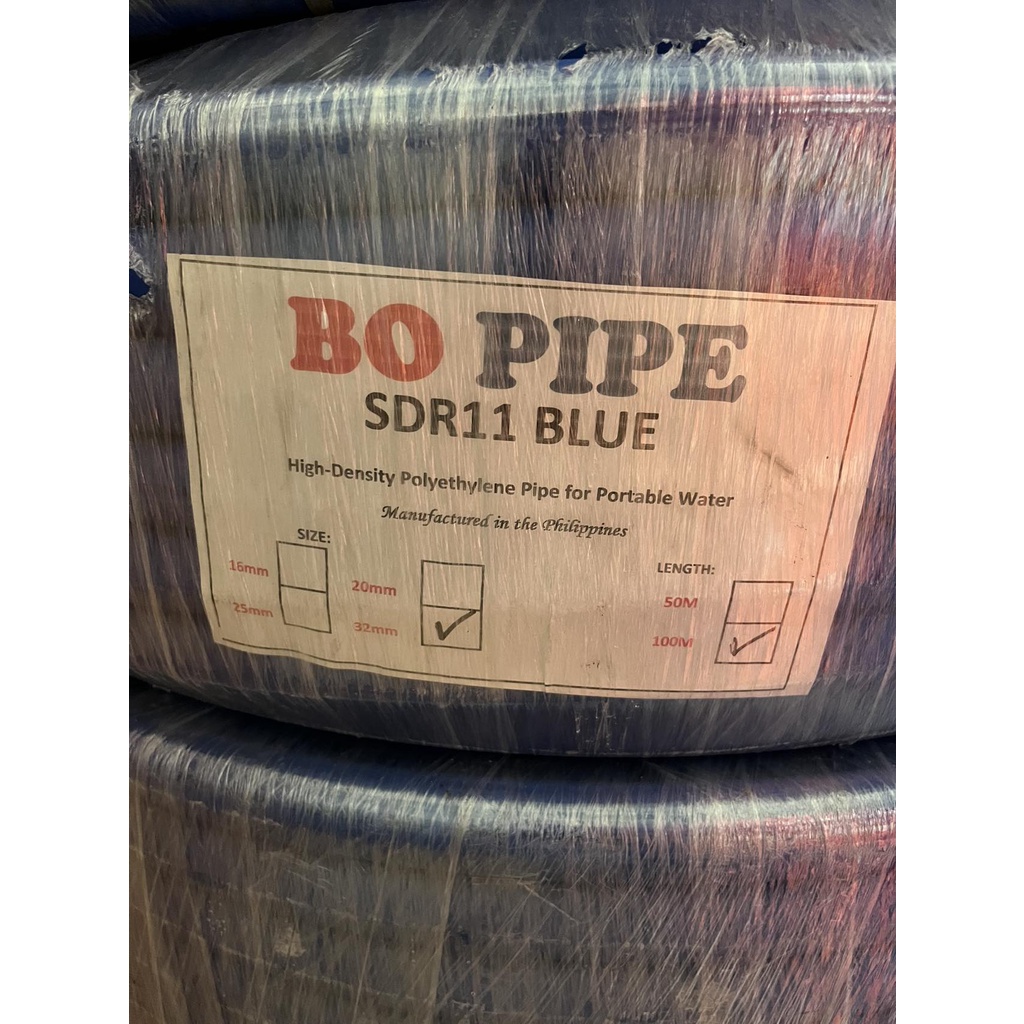 BO PIPE
SDR11 BLUE
High-Density Polyethylene Pipe for Portable Water
Manufactured in the Philippines
SIZE:
LENGTH:
16mm
20mm
50M
25mm
32mm ✓
100M ✓